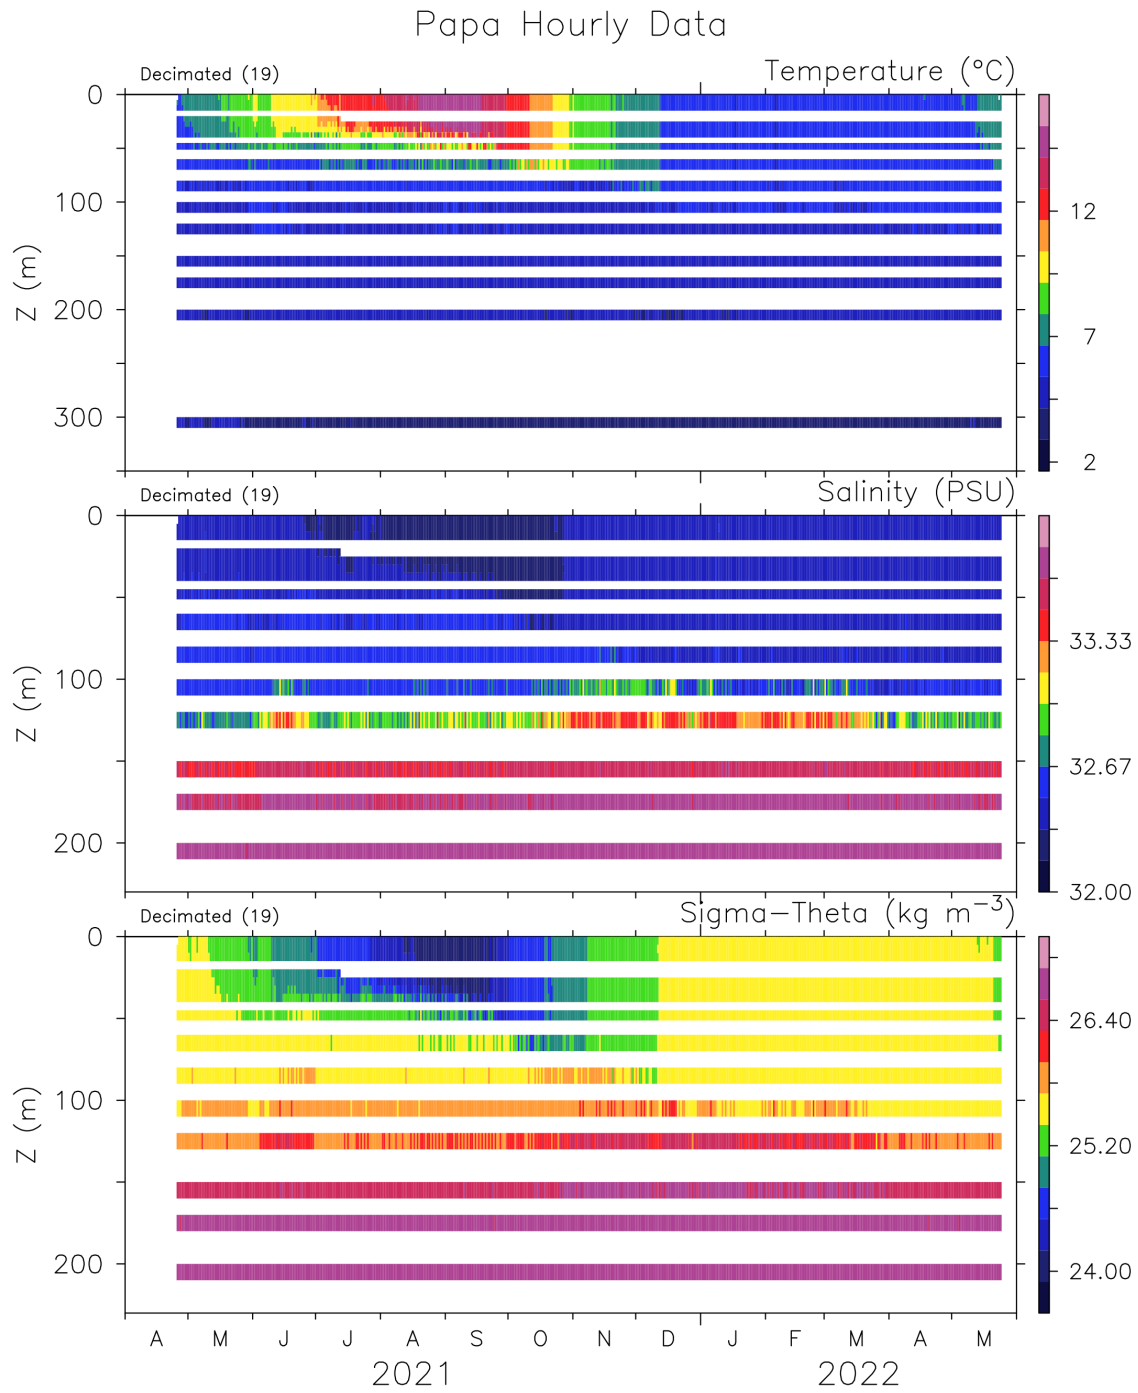 Papa Hourly Data
Decimated (19)
Temperature (°C)
0
100
200
300
Z (m)
12
7
2
Decimated (19)
Salinity (PSU)
0
100
200
Z (m)
33.33
32.67
32.00
Decimated (19)
Sigma-Theta (kg m⁻³)
0
100
200
Z (m)
26.40
25.20
24.00
A M J J A S O N D J F M A M
2021 2022